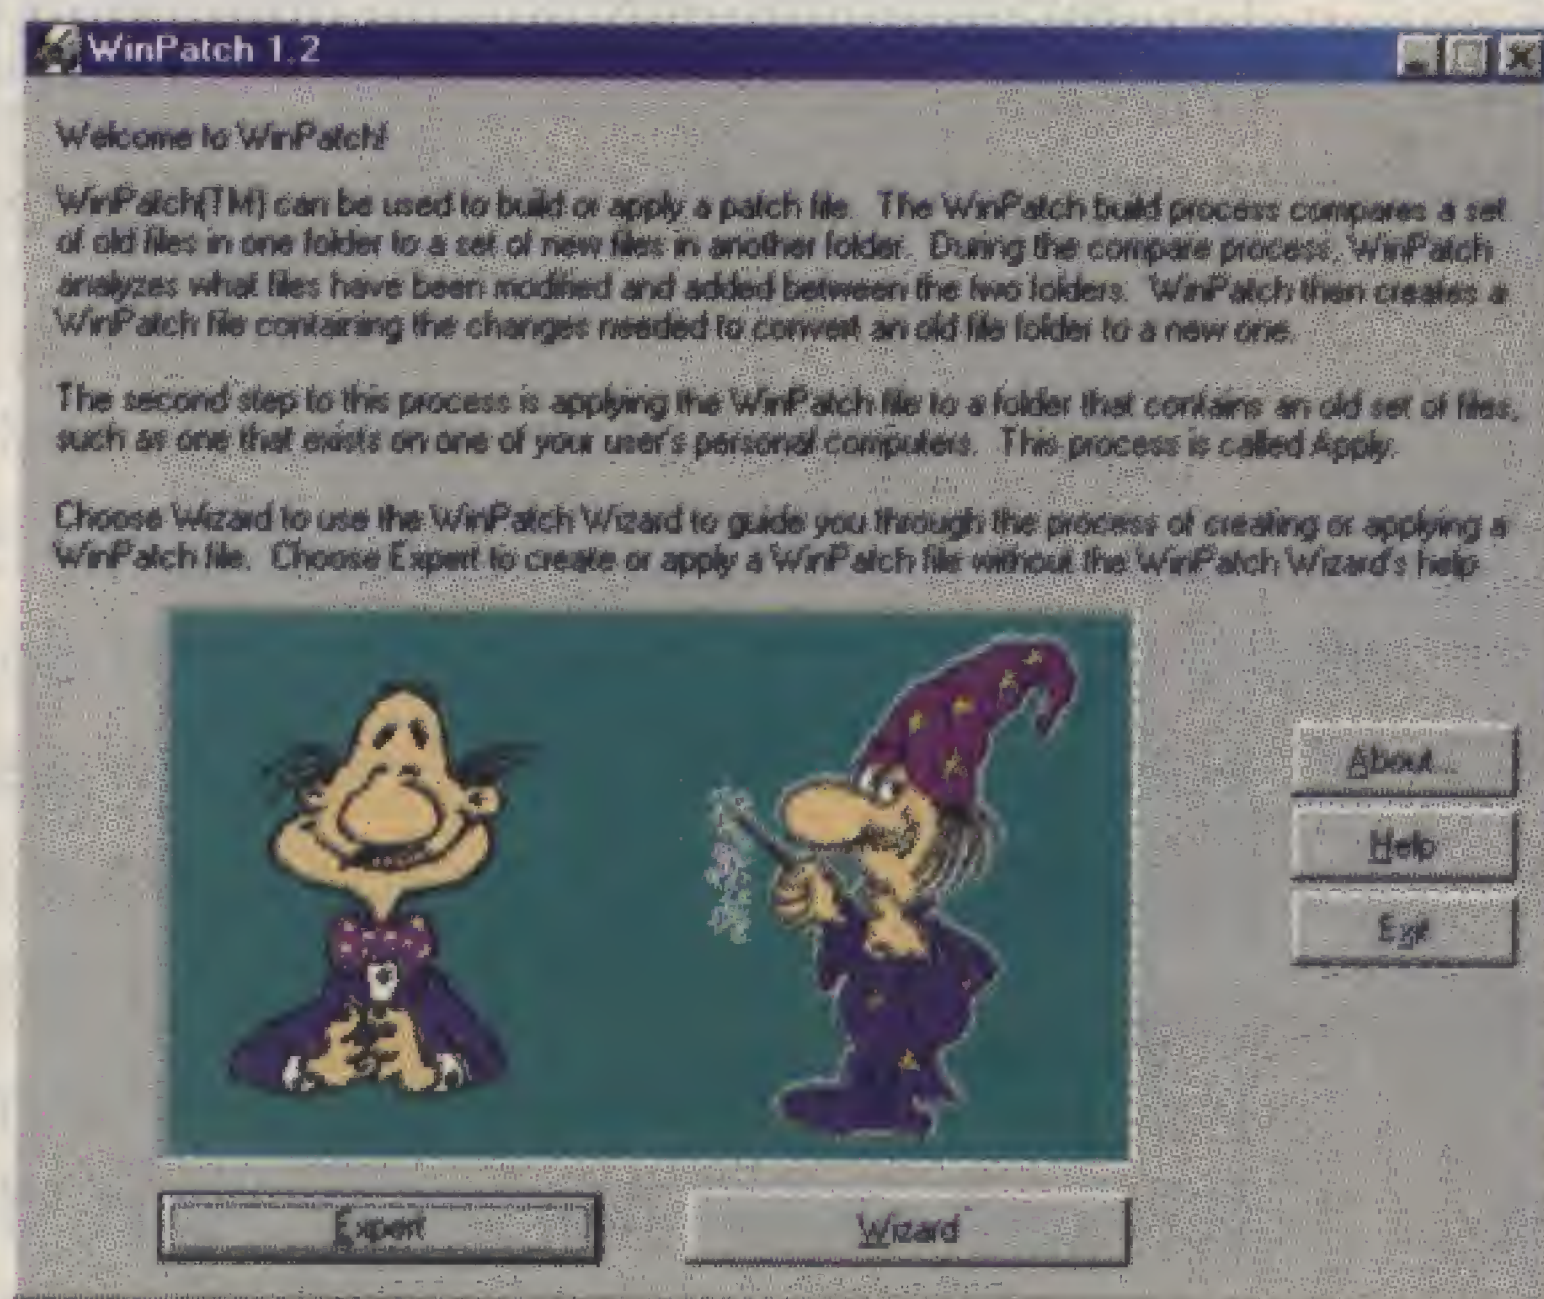 WinPatch 1.2
Welcome to WinPatch!
WinPatch(TM) can be used to build or apply a patch file. The WinPatch build process compares a set
of old files in one folder to a set of new files in another folder. During the compare process, WinPatch
analyzes what files have been modified and added between the two folders. WinPatch then creates a
WinPatch file containing the changes needed to convert an old file folder to a new one.
The second step to this process is applying the WinPatch file to a folder that contains an old set of files,
such as one that exists on one of your user's personal computers. This process is called Apply.
Choose Wizard to use the WinPatch Wizard to guide you through the process of creating or applying a
WinPatch file. Choose Expert to create or apply a WinPatch file without the WinPatch Wizard's help.
About...
Help
Exit
Expert
Wizard